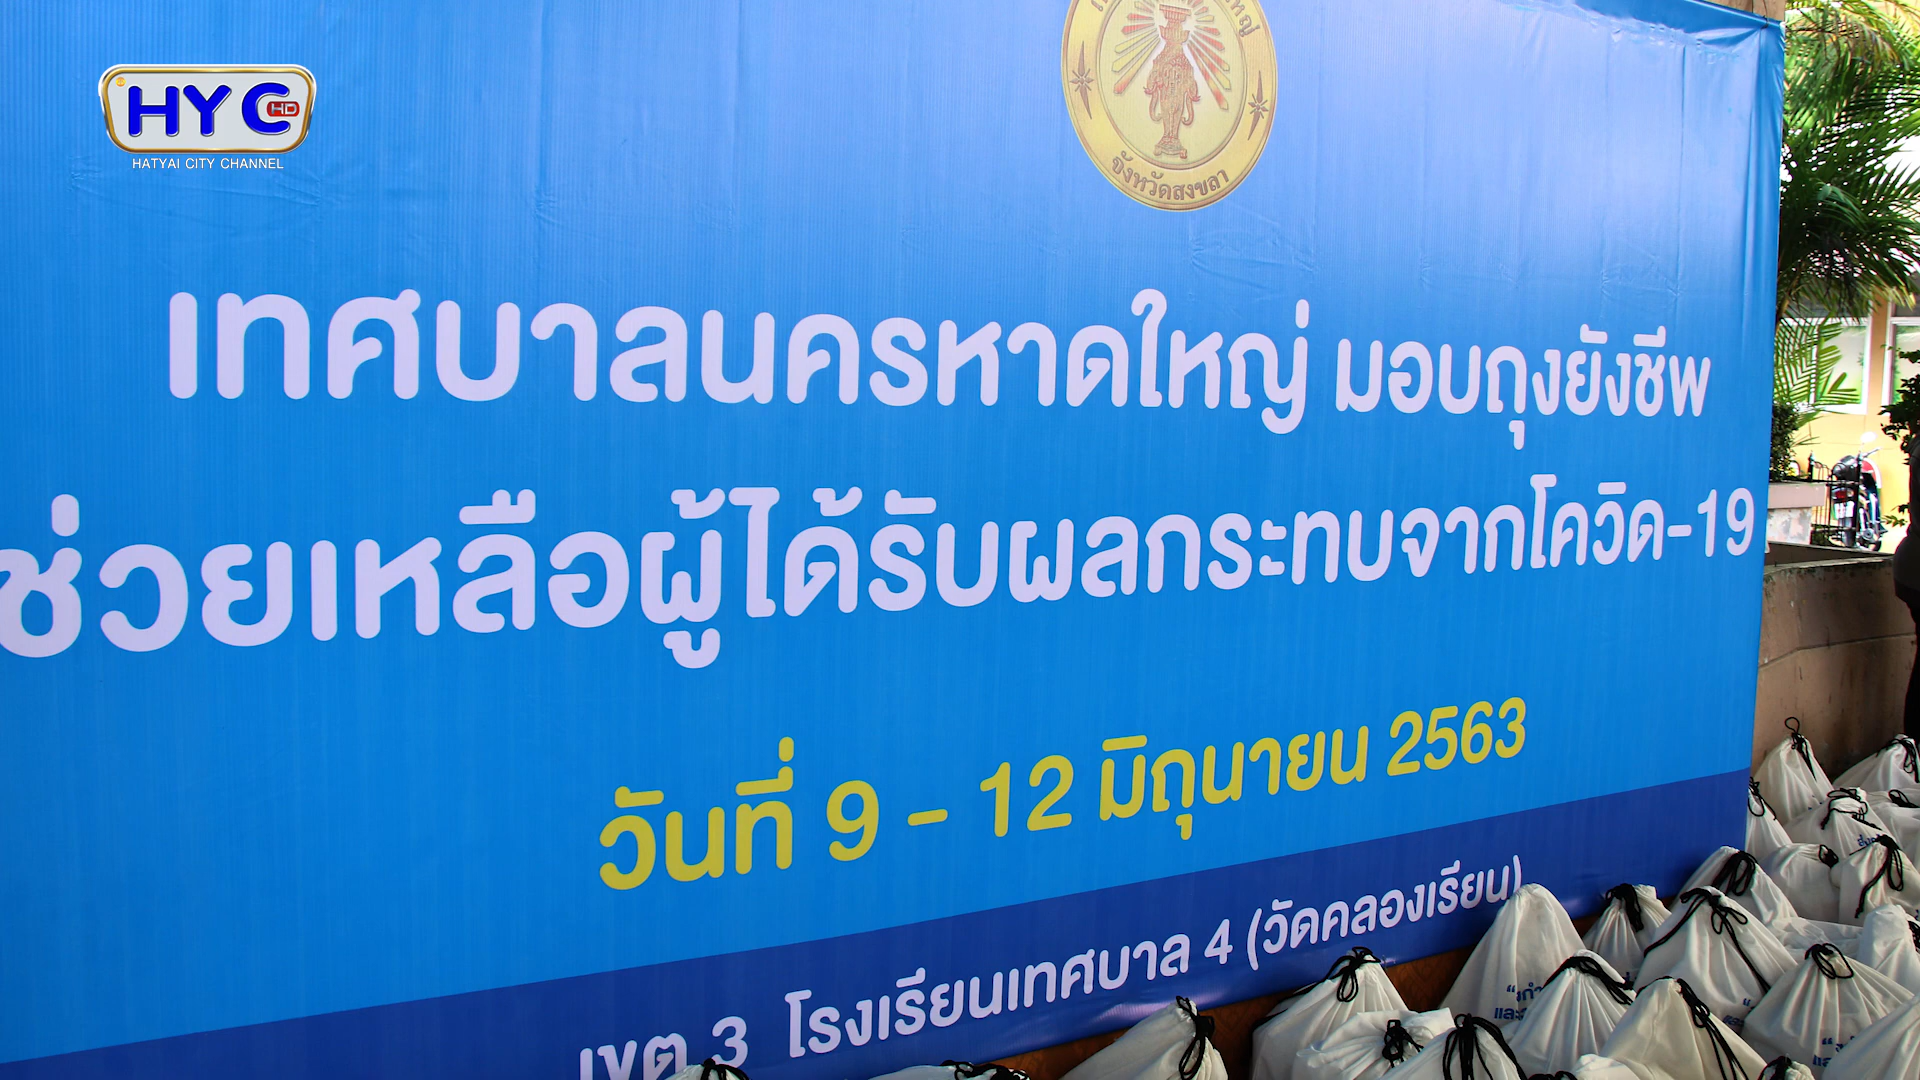 HYC HD
HATYAI CITY CHANNEL
จังหวัดสงขลา
เทศบาลนครหาดใหญ่ มอบถุงยังชีพ
ช่วยเหลือผู้ได้รับผลกระทบจากโควิด-19
วันที่ 9 - 12 มิถุนายน 2563
เขต 3 โรงเรียนเทศบาล 4 (วัดคลองเรียน)